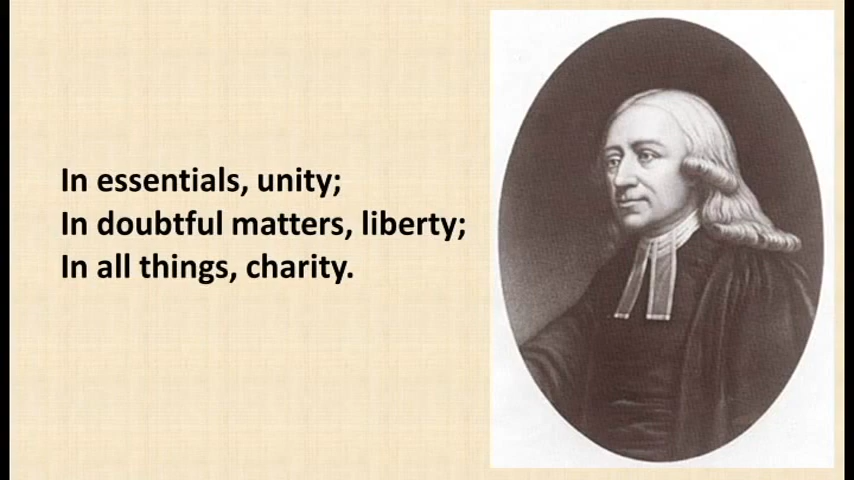 In essentials, unity;
In doubtful matters, liberty;
In all things, charity.